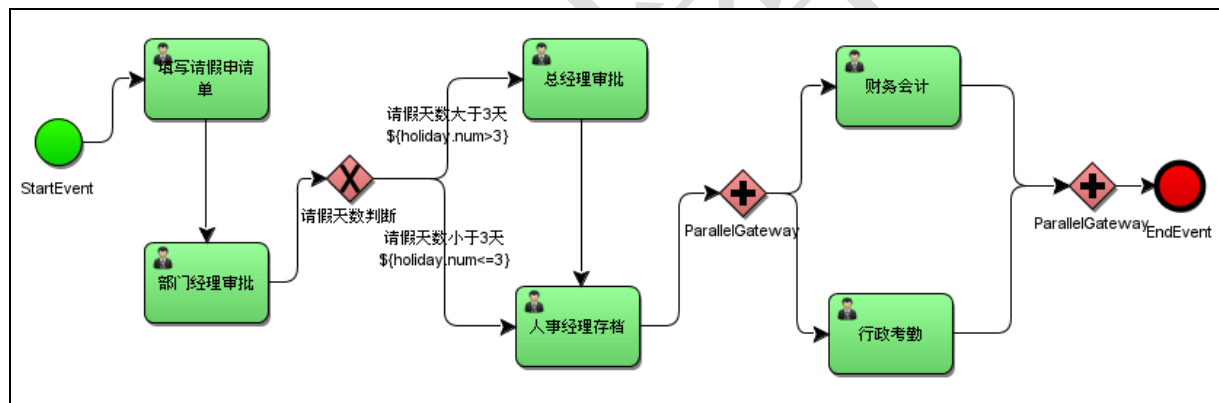 StartEvent
填写请假申请
单
部门经理审批
请假天数判断
请假天数大于3天
${holiday.num>3}
请假天数小于3天
${holiday.num<=3}
总经理审批
人事经理存档
ParallelGateway
财务会计
行政考勤
ParallelGateway
EndEvent